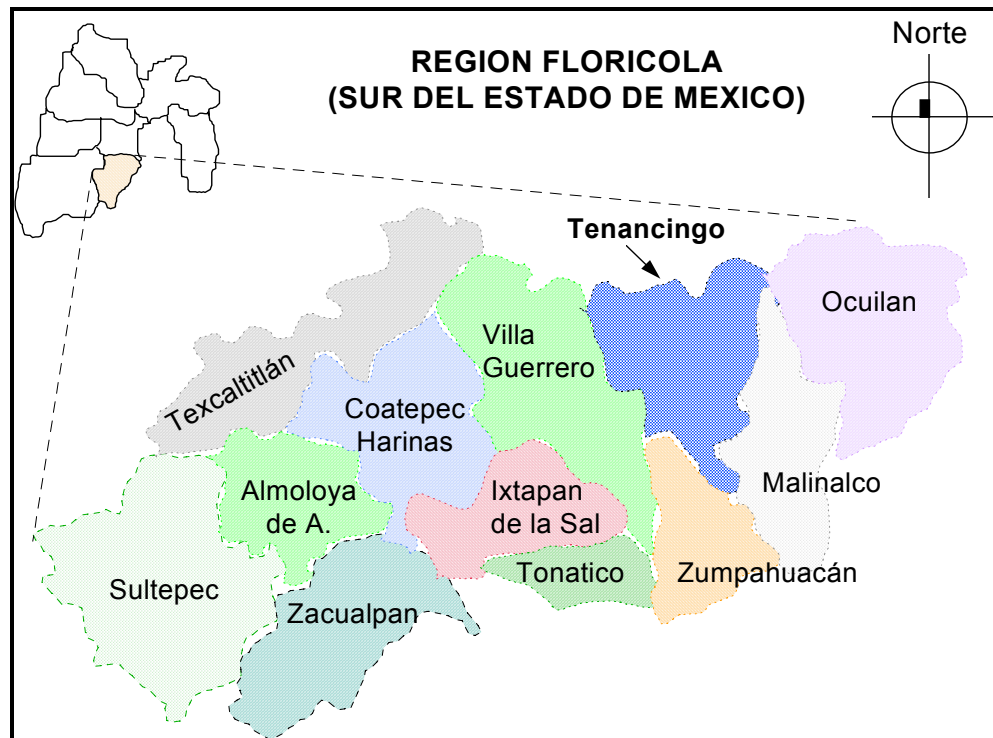 REGION FLORICOLA
(SUR DEL ESTADO DE MEXICO)
Norte
Tenancingo
Ocuilan
Villa
Guerrero
Texcaltitlán
Coatepec
Harinas
Malinalco
Almoloya
de A.
Ixtapan
de la Sal
Tonatico
Zumpahuacán
Sultepec
Zacualpan